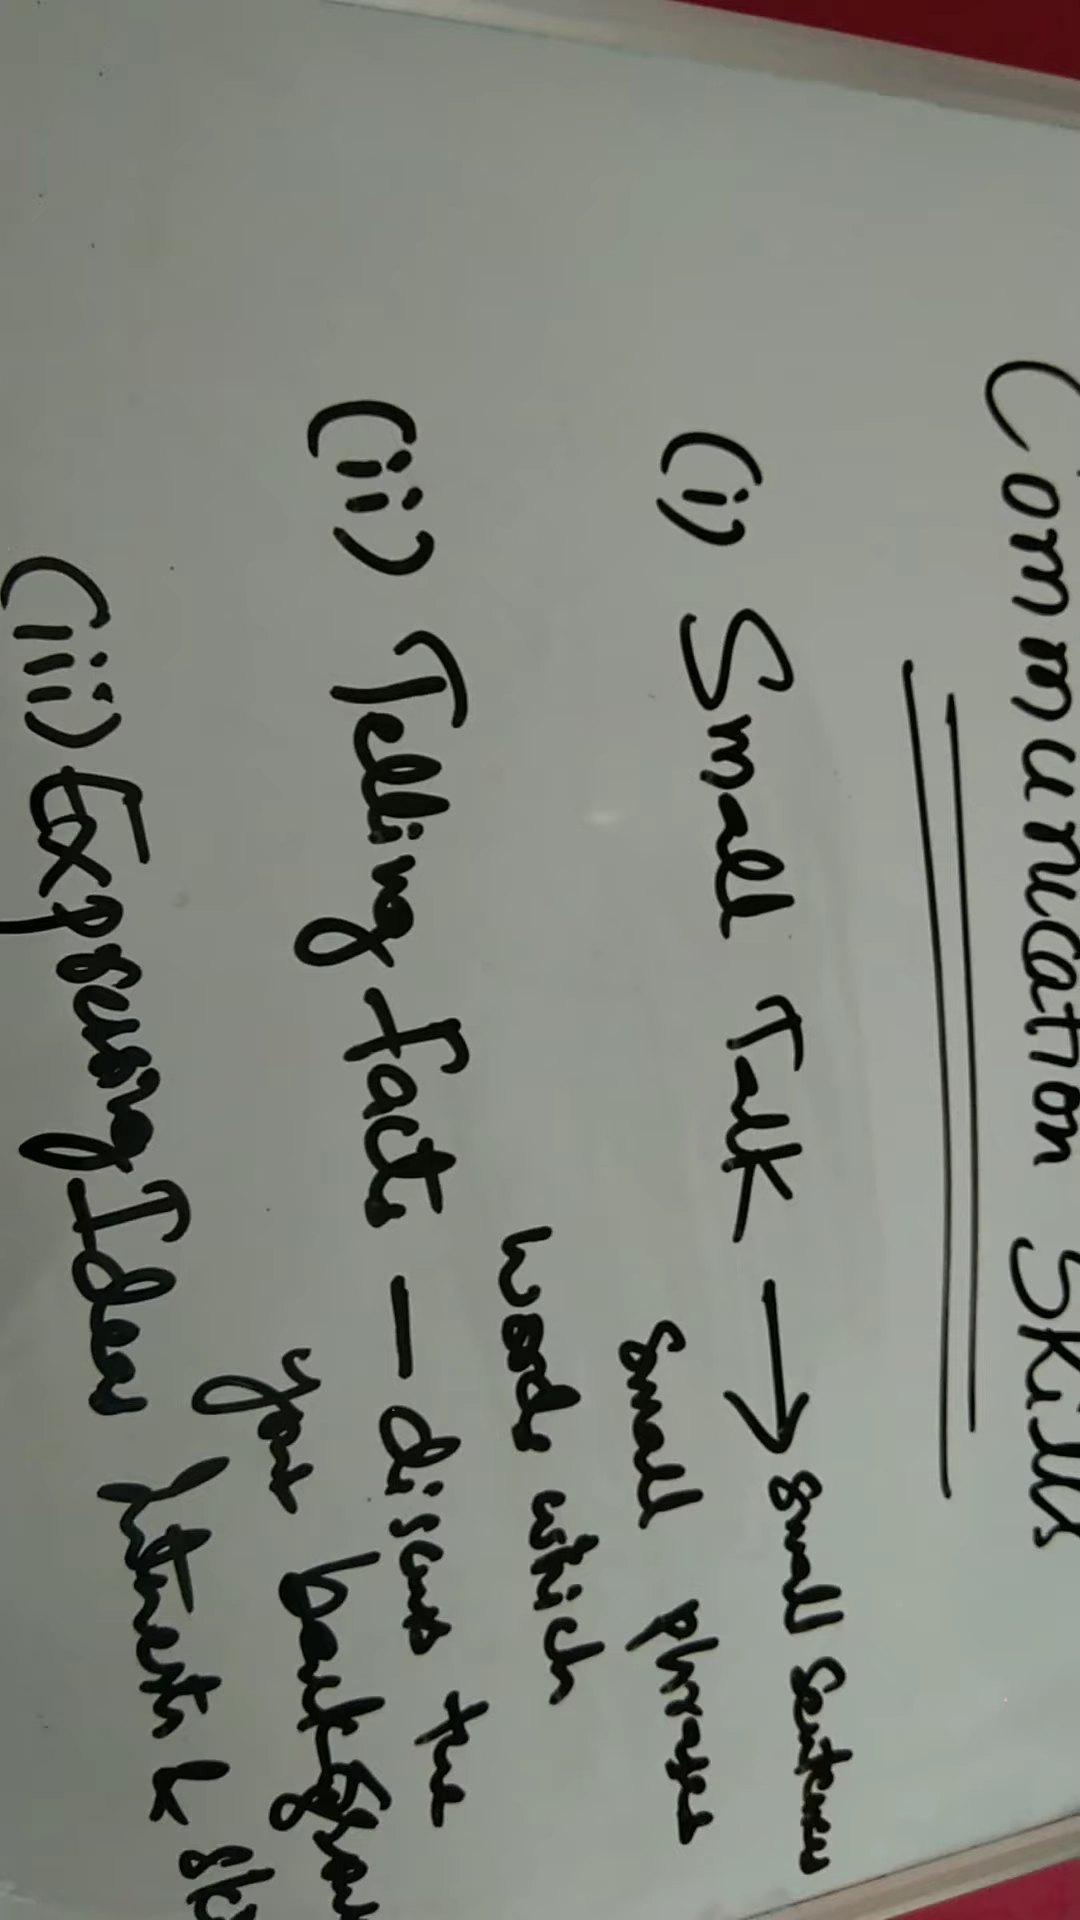 Communication Skills
(i) Small Talk → Small Sentences
Small phrases
words which
(ii) Telling facts – discuss the
your
(iii) Expressing Ideas Interests &